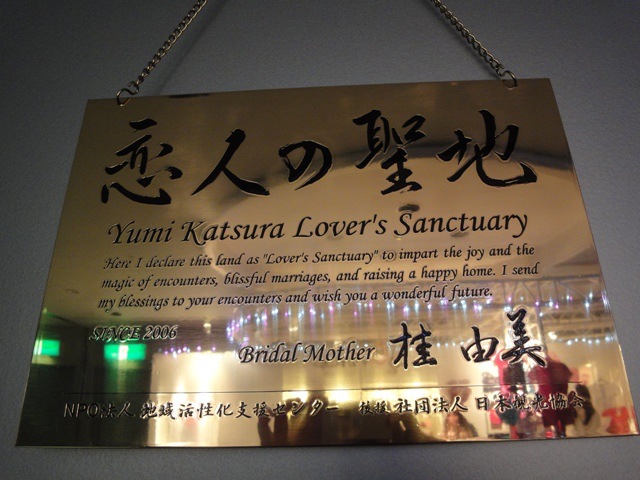 恋人の聖地
Yumi Katsura Lover's Sanctuary
Here I declare this land as "Lover's Sanctuary" to impart the joy and the
magic of encounters, blissful marriages, and raising a happy home. I send
my blessings to your encounters and wish you a wonderful future.
SINCE 2006
Bridal Mother 桂 由美
NPO法人 地域活性化支援センター 後援 社団法人 日本観光協会